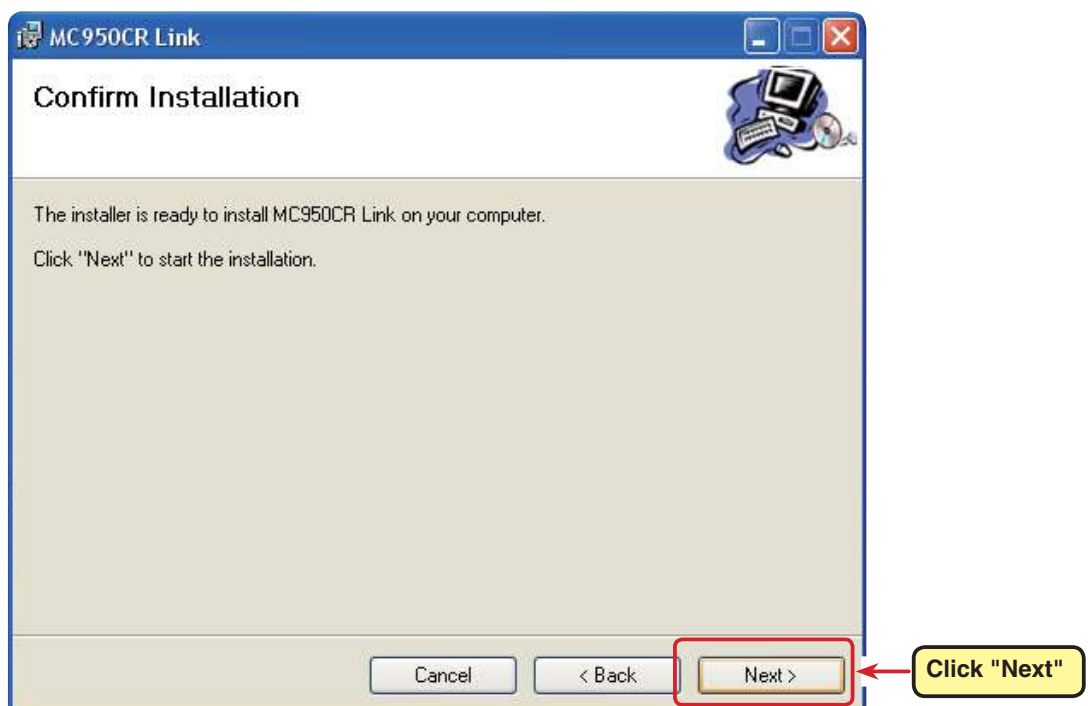 MC950CR Link
Confirm Installation
The installer is ready to install MC950CR Link on your computer.
Click "Next" to start the installation.
Cancel
< Back
Next >
Click "Next"